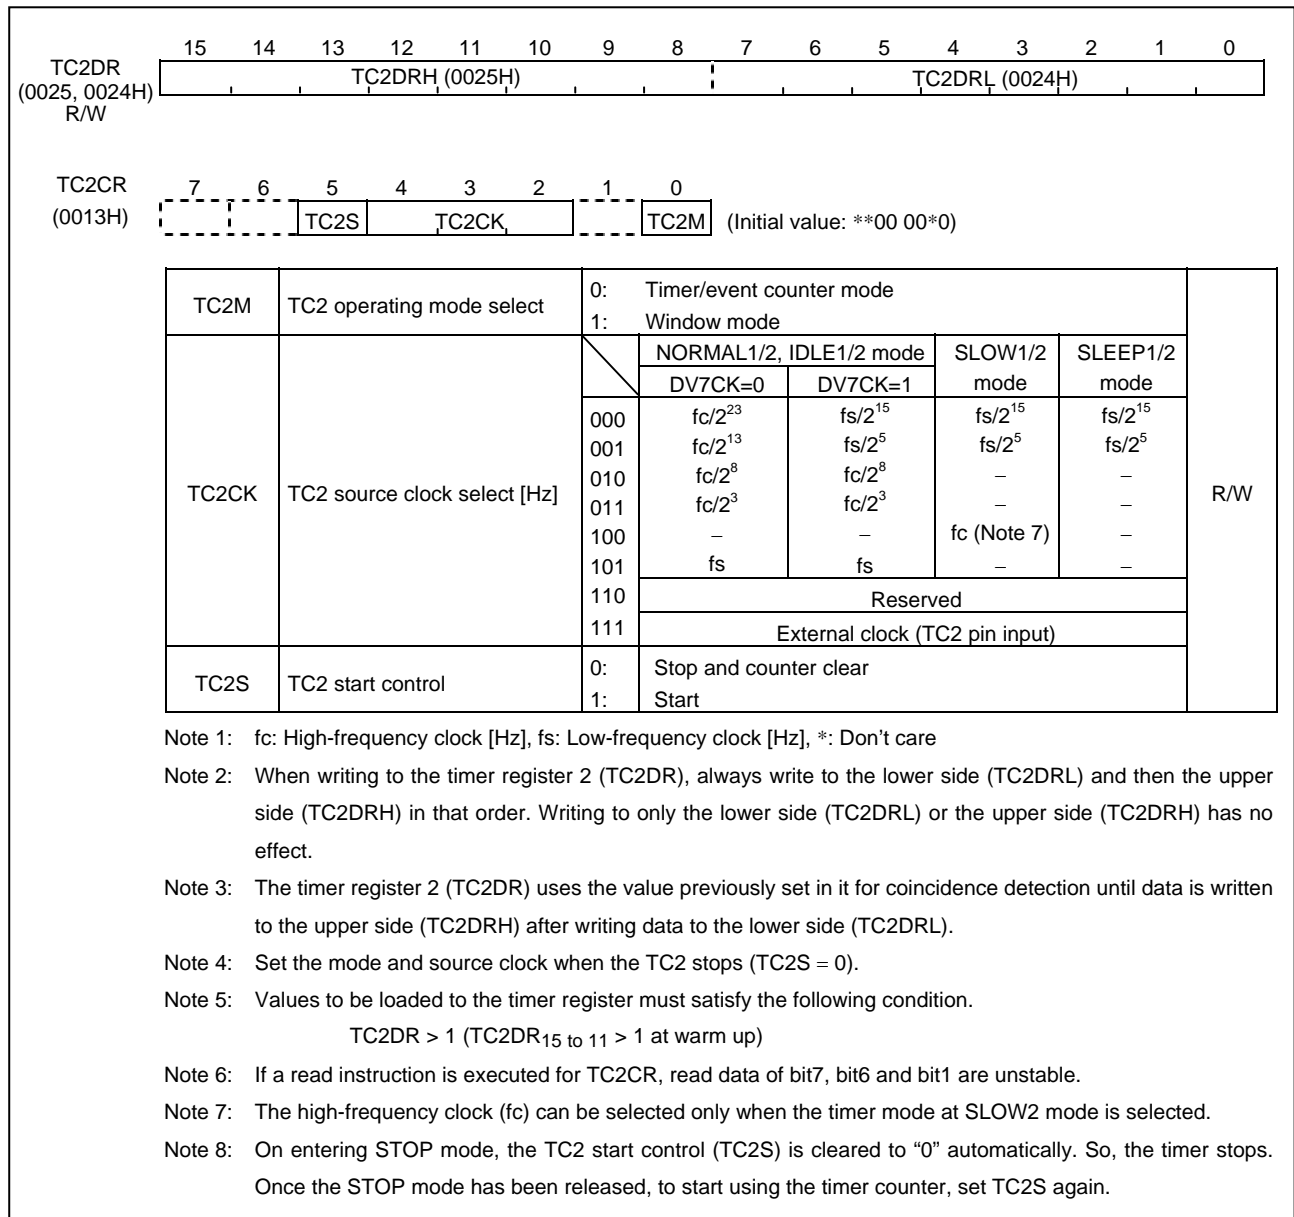 15 14 13 12 11 10 9 8 7 6 5 4 3 2 1 0
TC2DR
(0025, 0024H)
R/W
TC2DRH (0025H) TC2DRL (0024H)
TC2CR
(0013H)
7 6 5 4 3 2 1 0
TC2S TC2CK TC2M (Initial value: **00 00*0)
TC2M TC2 operating mode select 0: Timer/event counter mode
1: Window mode
TC2CK TC2 source clock select [Hz] R/W
NORMAL1/2, IDLE1/2 mode SLOW1/2 mode SLEEP1/2 mode
DV7CK=0 DV7CK=1
000 fc/2^23 fs/2^15 fs/2^15 fs/2^15
001 fc/2^13 fs/2^5 fs/2^5 fs/2^5
010 fc/2^8 fc/2^8 – –
011 fc/2^3 fc/2^3 – –
100 – – fc (Note 7) –
101 fs fs – –
110 Reserved
111 External clock (TC2 pin input)
TC2S TC2 start control 0: Stop and counter clear
1: Start
Note 1: fc: High-frequency clock [Hz], fs: Low-frequency clock [Hz], *: Don't care
Note 2: When writing to the timer register 2 (TC2DR), always write to the lower side (TC2DRL) and then the upper
side (TC2DRH) in that order. Writing to only the lower side (TC2DRL) or the upper side (TC2DRH) has no
effect.
Note 3: The timer register 2 (TC2DR) uses the value previously set in it for coincidence detection until data is written
to the upper side (TC2DRH) after writing data to the lower side (TC2DRL).
Note 4: Set the mode and source clock when the TC2 stops (TC2S = 0).
Note 5: Values to be loaded to the timer register must satisfy the following condition.
TC2DR > 1 (TC2DR15 to 11 > 1 at warm up)
Note 6: If a read instruction is executed for TC2CR, read data of bit7, bit6 and bit1 are unstable.
Note 7: The high-frequency clock (fc) can be selected only when the timer mode at SLOW2 mode is selected.
Note 8: On entering STOP mode, the TC2 start control (TC2S) is cleared to “0” automatically. So, the timer stops.
Once the STOP mode has been released, to start using the timer counter, set TC2S again.